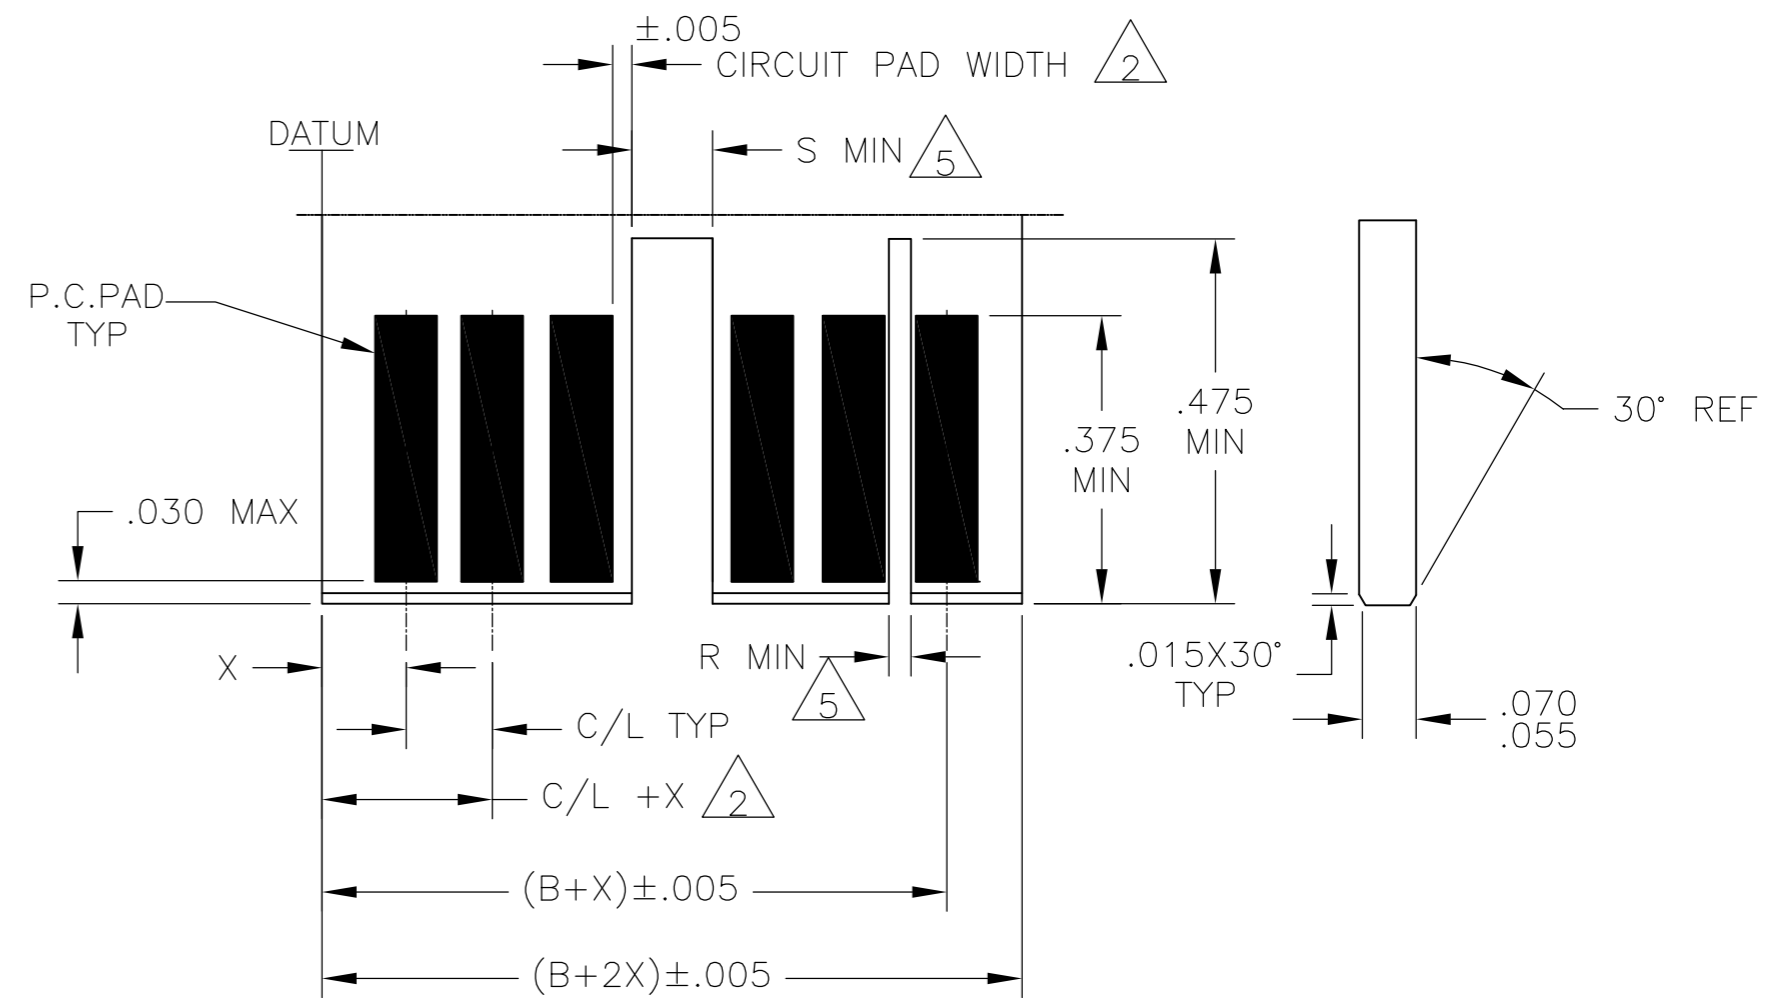 ±.005
CIRCUIT PAD WIDTH 2
DATUM
S MIN 5
P.C.PAD
TYP
.475
MIN
30° REF
.375
MIN
.030 MAX
R MIN
5
.015X30°
TYP
X
.070
.055
C/L TYP
C/L +X 2
(B+X)±.005
(B+2X)±.005